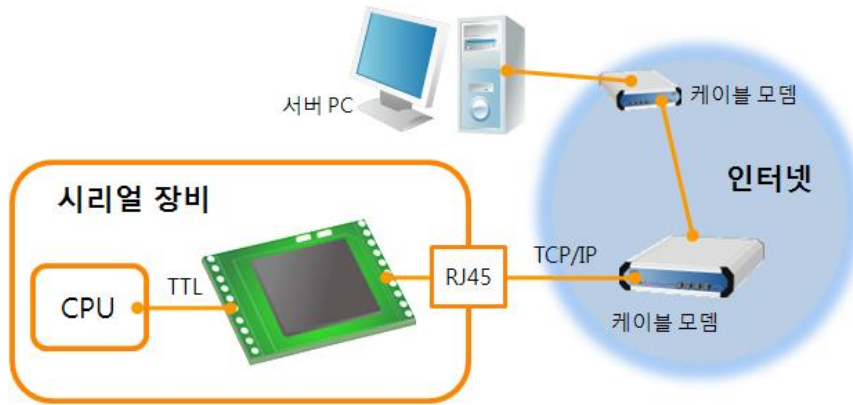 서버 PC
케이블 모뎀
인터넷
시리얼 장비
CPU
TTL
RJ45
TCP/IP
케이블 모뎀